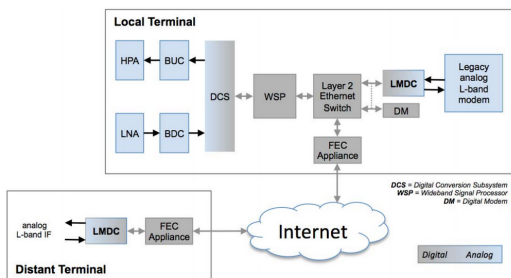 Local Terminal
HPA
BUC
LNA
BDC
DCS
WSP
Layer 2
Ethernet
Switch
LMDC
DM
Legacy
analog
L-band
modem
FEC
Appliance
DCS = Digital Conversion Subsystem
WSP = Wideband Signal Processor
DM = Digital Modem
analog
L-band IF
LMDC
FEC
Appliance
Distant Terminal
Internet
Digital Analog